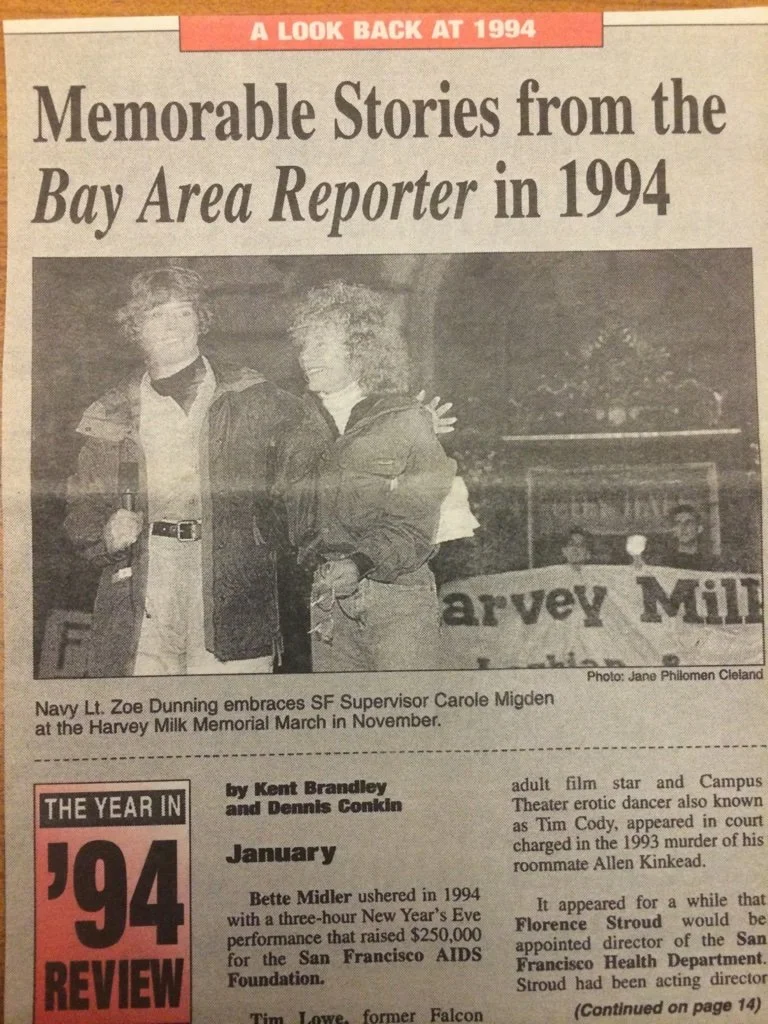 A LOOK BACK AT 1994
Memorable Stories from the
Bay Area Reporter in 1994
arvey Mil
Photo: Jane Philomen Cleland
Navy Lt. Zoe Dunning embraces SF Supervisor Carole Migden
at the Harvey Milk Memorial March in November.
THE YEAR IN
'94
REVIEW
by Kent Brandley
and Dennis Conkin
January
Bette Midler ushered in 1994
with a three-hour New Year's Eve
performance that raised $250,000
for the San Francisco AIDS
Foundation.
Tim Lowe, former Falcon
adult film star and Campus
Theater erotic dancer also known
as Tim Cody, appeared in court
charged in the 1993 murder of his
roommate Allen Kinkead.
It appeared for a while that
Florence Stroud would be
appointed director of the San
Francisco Health Department.
Stroud had been acting director
(Continued on page 14)